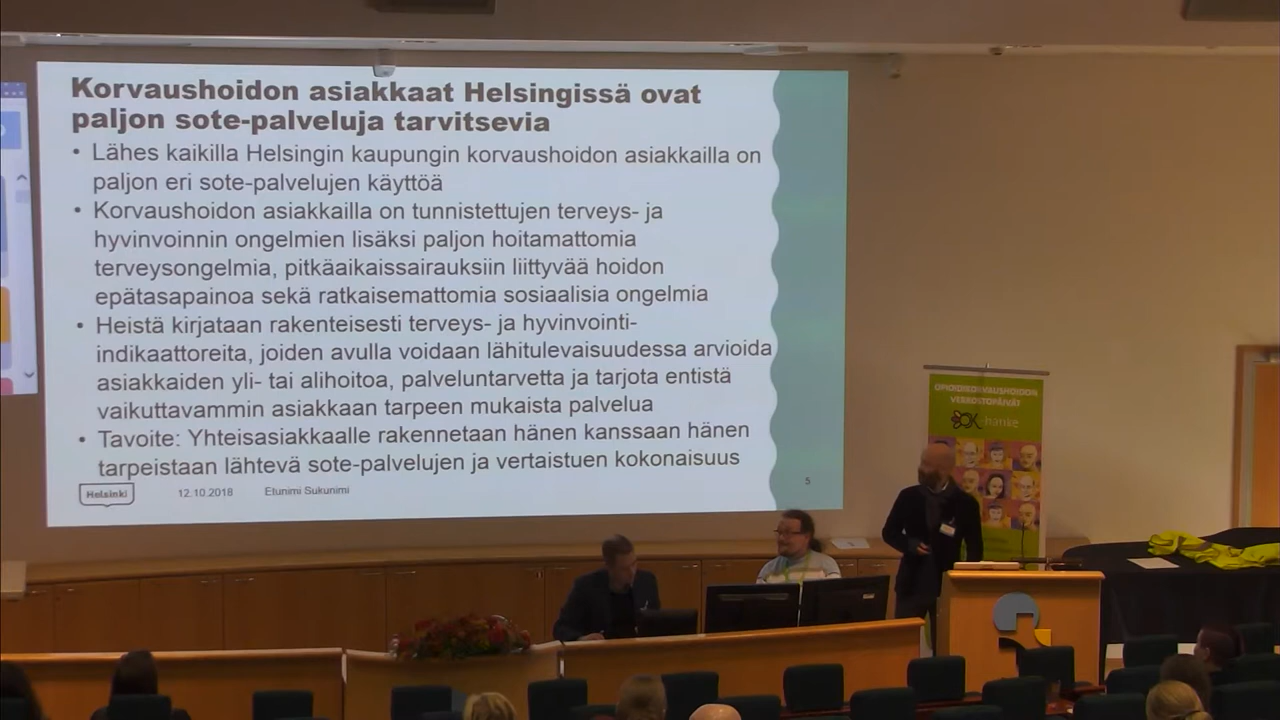 Korvaushoidon asiakkaat Helsingissä ovat
paljon sote-palveluja tarvitsevia
• Lähes kaikilla Helsingin kaupungin korvaushoidon asiakkailla on
paljon eri sote-palvelujen käyttöä
• Korvaushoidon asiakkailla on tunnistettujen terveys- ja
hyvinvoinnin ongelmien lisäksi paljon hoitamattomia
terveysongelmia, pitkäaikaissairauksiin liittyvää hoidon
epätasapainoa sekä ratkaisemattomia sosiaalisia ongelmia
• Heistä kirjataan rakenteisesti terveys- ja hyvinvointi-
indikaattoreita, joiden avulla voidaan lähitulevaisuudessa arvioida
asiakkaiden yli- tai alihoitoa, palveluntarvetta ja tarjota entistä
vaikuttavammin asiakkaan tarpeen mukaista palvelua
• Tavoite: Yhteisasiakkaalle rakennetaan hänen kanssaan hänen
tarpeistaan lähtevä sote-palvelujen ja vertaistuen kokonaisuus
Helsinki
12.10.2018
Etunimi Sukunimi
5
OPIOIDIKORVAUSHOIDON
VERKOSTOPÄIVÄT
OK-hanke